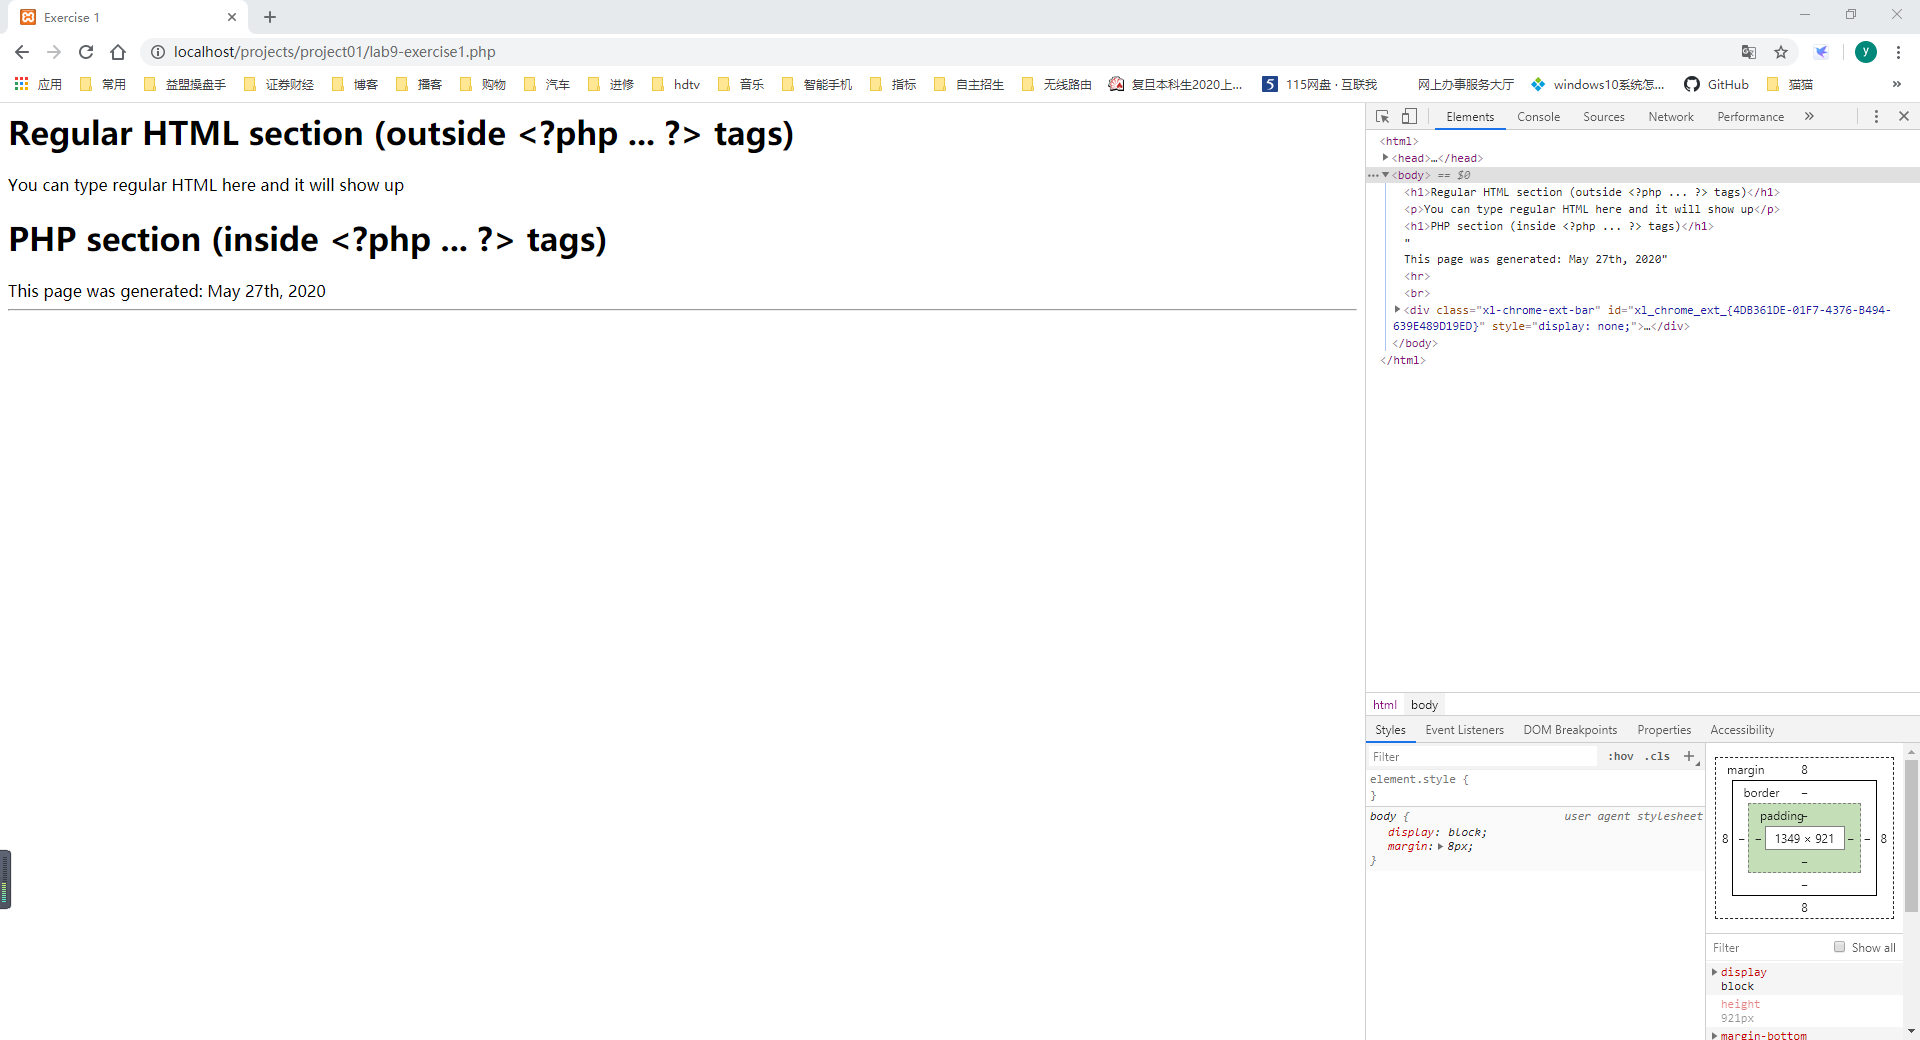 Exercise 1
localhost/projects/project01/lab9-exercise1.php
y
应用 常用 益盟操盘手 证券财经 博客 播客 购物 汽车 进修 hdtv 音乐 智能手机 指标 自主招生 无线路由 复旦本科生2020上... 5 115网盘 · 互联我 网上办事服务大厅 windows10系统怎... GitHub 猫猫 »
Regular HTML section (outside <?php ... ?> tags)
You can type regular HTML here and it will show up
PHP section (inside <?php ... ?> tags)
This page was generated: May 27th, 2020
Elements Console Sources Network Performance »
<html>
<head>…</head>
<body> == $0
<h1>Regular HTML section (outside <?php ... ?> tags)</h1>
<p>You can type regular HTML here and it will show up</p>
<h1>PHP section (inside <?php ... ?> tags)</h1>
"
This page was generated: May 27th, 2020"
<hr>
<br>
<div class="xl-chrome-ext-bar" id="xl_chrome_ext_{4DB361DE-01F7-4376-B494-
639E489D19ED}" style="display: none;">…</div>
</body>
</html>
html body
Styles Event Listeners DOM Breakpoints Properties Accessibility
Filter :hov .cls +
element.style {
}
body { user agent stylesheet
display: block;
margin: 8px;
}
margin 8
border –
padding –
8 – – 1349 × 921 – – 8
–
–
8
Filter Show all
display
block
height
921px
margin-bottom